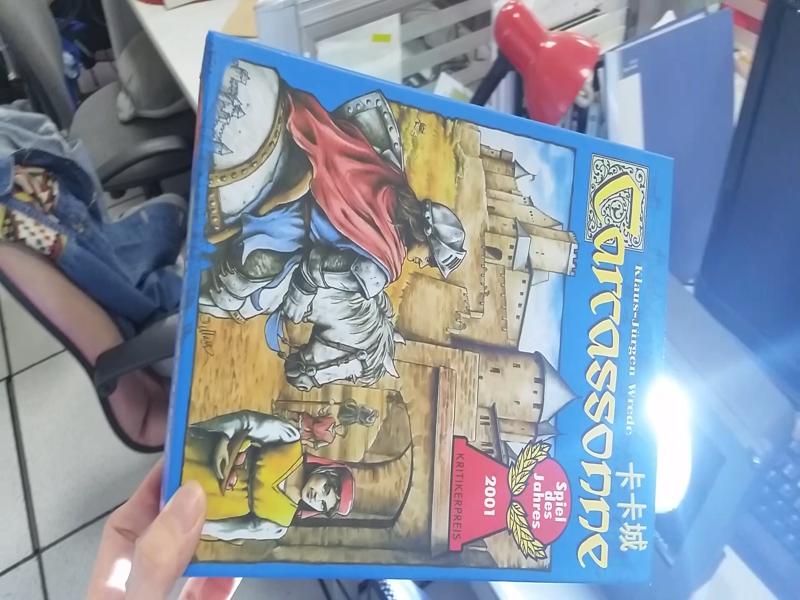 Klaus-Jürgen Wrede
Carcassonne
卡卡城
Spiel
des
Jahres
2001
KRITIKERPREIS